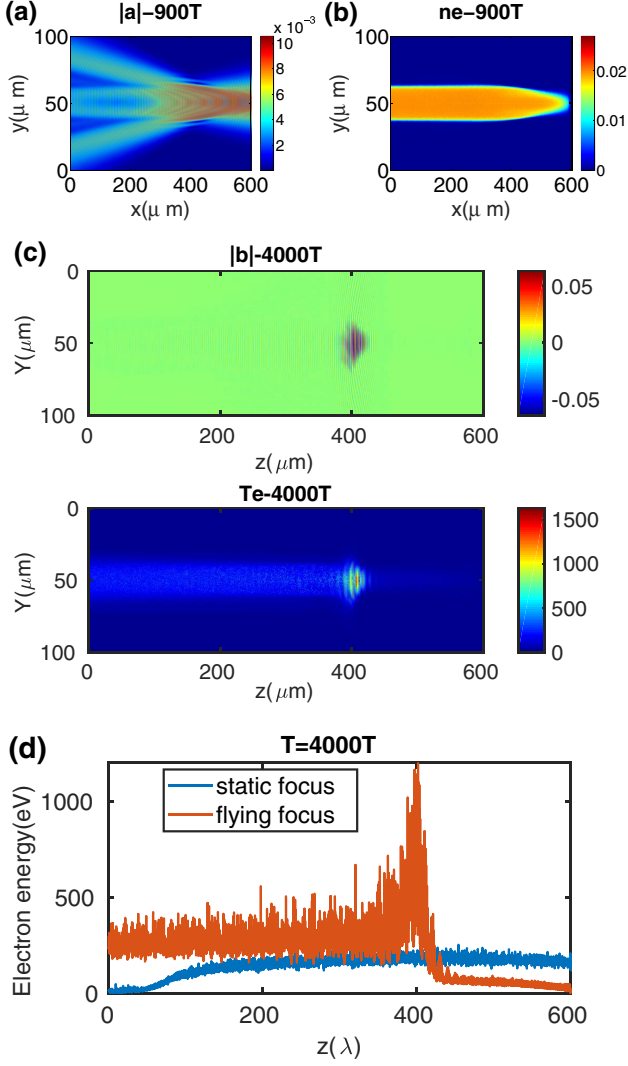 (a) |a|−900T
x 10⁻³
100
50
0
y(μ m)
0 200 400 600
x(μ m)
10
8
6
4
2
(b) ne−900T
100
50
0
y(μ m)
0 200 400 600
x(μ m)
0.02
0.01
0
(c) |b|-4000T
0
50
100
Y(μm)
0 200 400 600
z(μm)
0.05
0
-0.05
Te-4000T
0
50
100
Y(μm)
0 200 400 600
z(μm)
1500
1000
500
0
(d) T=4000T
static focus
flying focus
1000
500
0
Electron energy(eV)
0 200 400 600
z(λ)